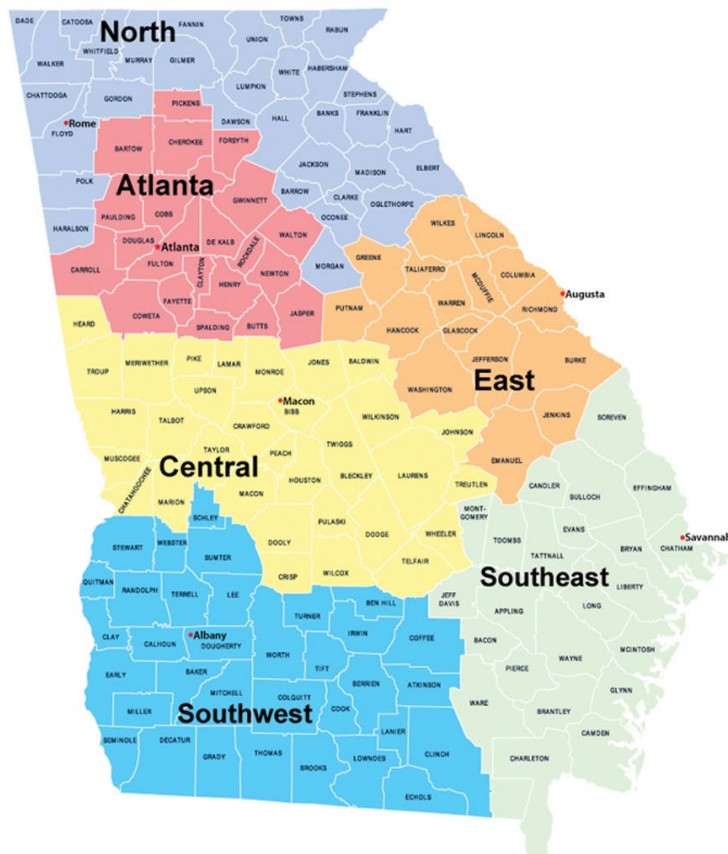 North
DADE
CATOOSA
FANNIN
TOWNS
RABUN
UNION
WHITFIELD
MURRAY
GILMER
WALKER
WHITE
HABERSHAM
LUMPKIN
STEPHENS
CHATTOOGA
GORDON
PICKENS
DAWSON
HALL
BANKS
FRANKLIN
HART
Rome
FLOYD
BARTOW
CHEROKEE
FORSYTH
JACKSON
MADISON
ELBERT
POLK
Atlanta
GWINNETT
BARROW
CLARKE
OGLETHORPE
OCONEE
HARALSON
PAULDING
COBB
DOUGLAS
Atlanta
DE KALB
ROCKDALE
WALTON
FULTON
CLAYTON
NEWTON
MORGAN
CARROLL
FAYETTE
HENRY
COWETA
SPALDING
BUTTS
JASPER
WILKES
LINCOLN
GREENE
TALIAFERRO
COLUMBIA
MCDUFFIE
Augusta
PUTNAM
WARREN
RICHMOND
HANCOCK
GLASCOCK
JEFFERSON
BURKE
East
WASHINGTON
JENKINS
EMANUEL
HEARD
TROUP
MERIWETHER
PIKE
LAMAR
MONROE
JONES
BALDWIN
UPSON
Macon
BIBB
HARRIS
TALBOT
CRAWFORD
WILKINSON
JOHNSON
TWIGGS
MUSCOGEE
CHATAHOOCHEE
Central
TAYLOR
PEACH
HOUSTON
BLECKLEY
LAURENS
TREUTLEN
MARION
MACON
PULASKI
DODGE
WHEELER
DOOLY
TELFAIR
CRISP
WILCOX
SCREVEN
CANDLER
BULLOCH
EFFINGHAM
MONT-
GOMERY
TOOMBS
EVANS
TATTNALL
BRYAN
CHATHAM
Savannah
Southeast
LIBERTY
JEFF
DAVIS
APPLING
LONG
BACON
MCINTOSH
PIERCE
WAYNE
WARE
GLYNN
BRANTLEY
CAMDEN
CHARLETON
SCHLEY
STEWART
WEBSTER
SUMTER
QUITMAN
RANDOLPH
TERRELL
LEE
TURNER
BEN HILL
Albany
CLAY
CALHOUN
DOUGHERTY
WORTH
IRWIN
COFFEE
EARLY
BAKER
TIFT
BERRIEN
ATKINSON
MITCHELL
COLQUITT
MILLER
Southwest
COOK
LANIER
SEMINOLE
DECATUR
GRADY
THOMAS
BROOKS
LOWNDES
CLINCH
ECHOLS